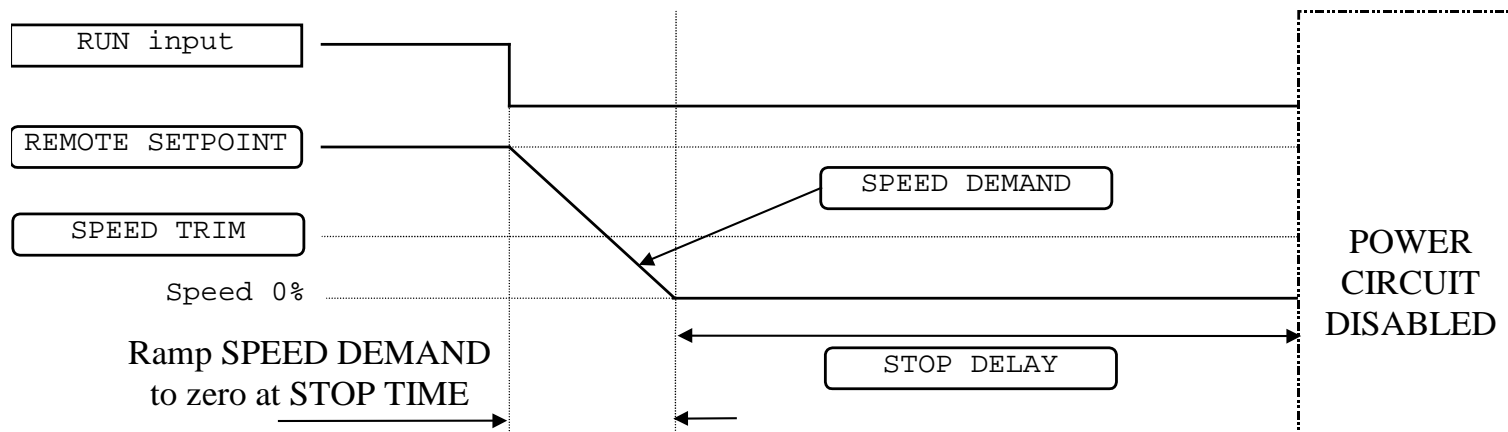 RUN input
REMOTE SETPOINT
SPEED DEMAND
SPEED TRIM
Speed 0%
POWER
CIRCUIT
DISABLED
Ramp SPEED DEMAND
to zero at STOP TIME
STOP DELAY